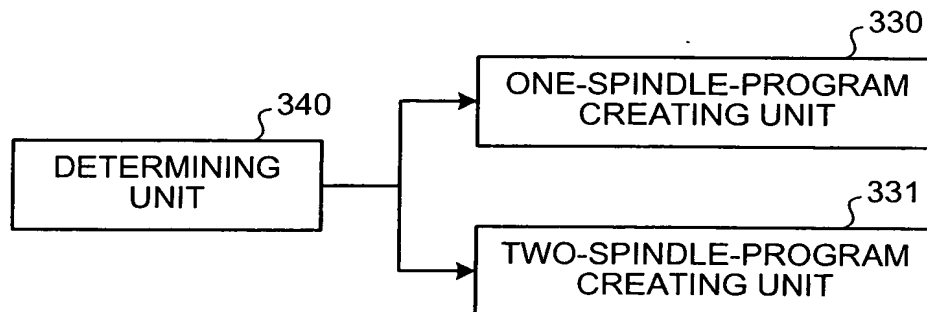 330
ONE-SPINDLE-PROGRAM
CREATING UNIT
340
DETERMINING
UNIT
331
TWO-SPINDLE-PROGRAM
CREATING UNIT